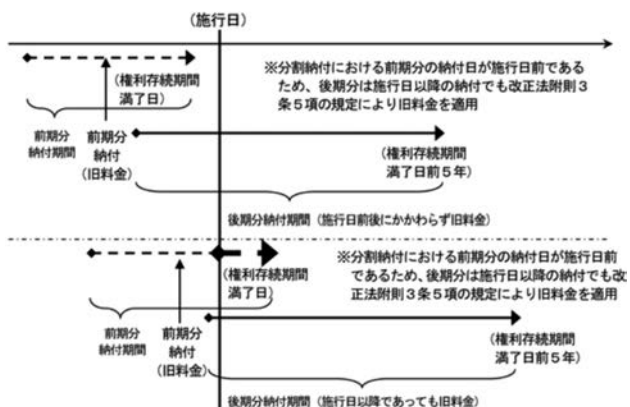 (施行日)
(権利存続期間
満了日)
※分割納付における前期分の納付日が施行日前である
ため、後期分は施行日以降の納付でも改正法附則3
条5項の規定により旧料金を適用
前期分
納付期間
前期分
納付
(旧料金)
(権利存続期間
満了日前5年)
後期分納付期間(施行日前後にかかわらず旧料金)
(権利存続期間
満了日)
※分割納付における前期分の納付日が施行日前
であるため、後期分は施行日以降の納付でも改
正法附則3条5項の規定により旧料金を適用
前期分
納付期間
前期分
納付
(旧料金)
(権利存続期間
満了日前5年)
後期分納付期間(施行日以降であっても旧料金)